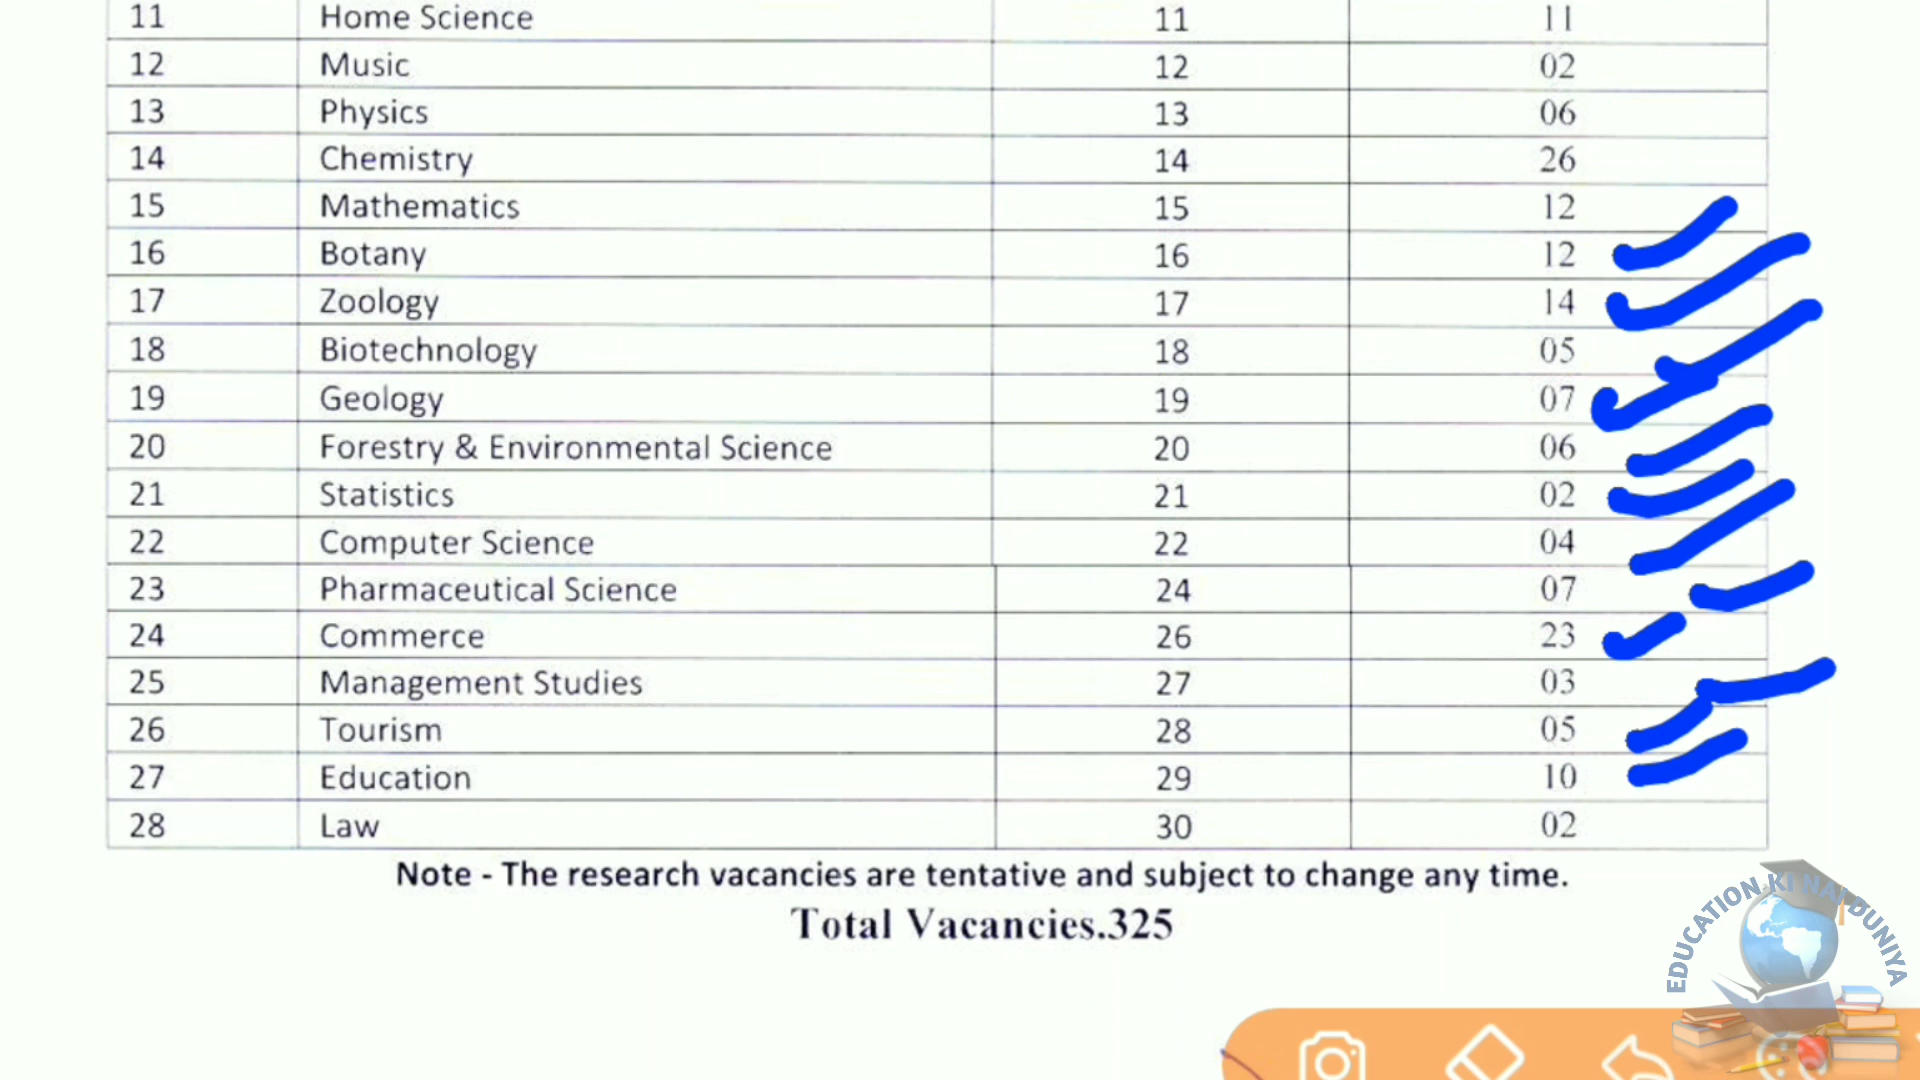 11 Home Science 11 11
12 Music 12 02
13 Physics 13 06
14 Chemistry 14 26
15 Mathematics 15 12
16 Botany 16 12
17 Zoology 17 14
18 Biotechnology 18 05
19 Geology 19 07
20 Forestry & Environmental Science 20 06
21 Statistics 21 02
22 Computer Science 22 04
23 Pharmaceutical Science 24 07
24 Commerce 26 23
25 Management Studies 27 03
26 Tourism 28 05
27 Education 29 10
28 Law 30 02
Note - The research vacancies are tentative and subject to change any time.
Total Vacancies.325
EDUCATION KI NAI DUNIYA